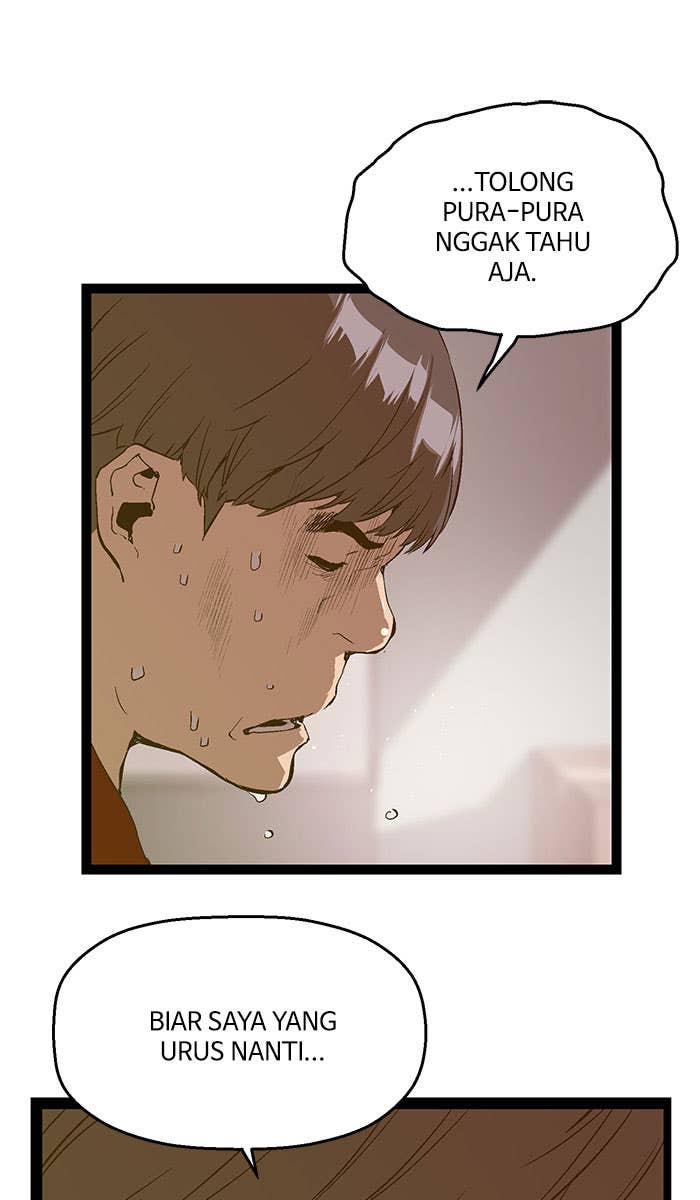 ...TOLONG
PURA-PURA
NGGAK TAHU
AJA.
BIAR SAYA YANG
URUS NANTI...